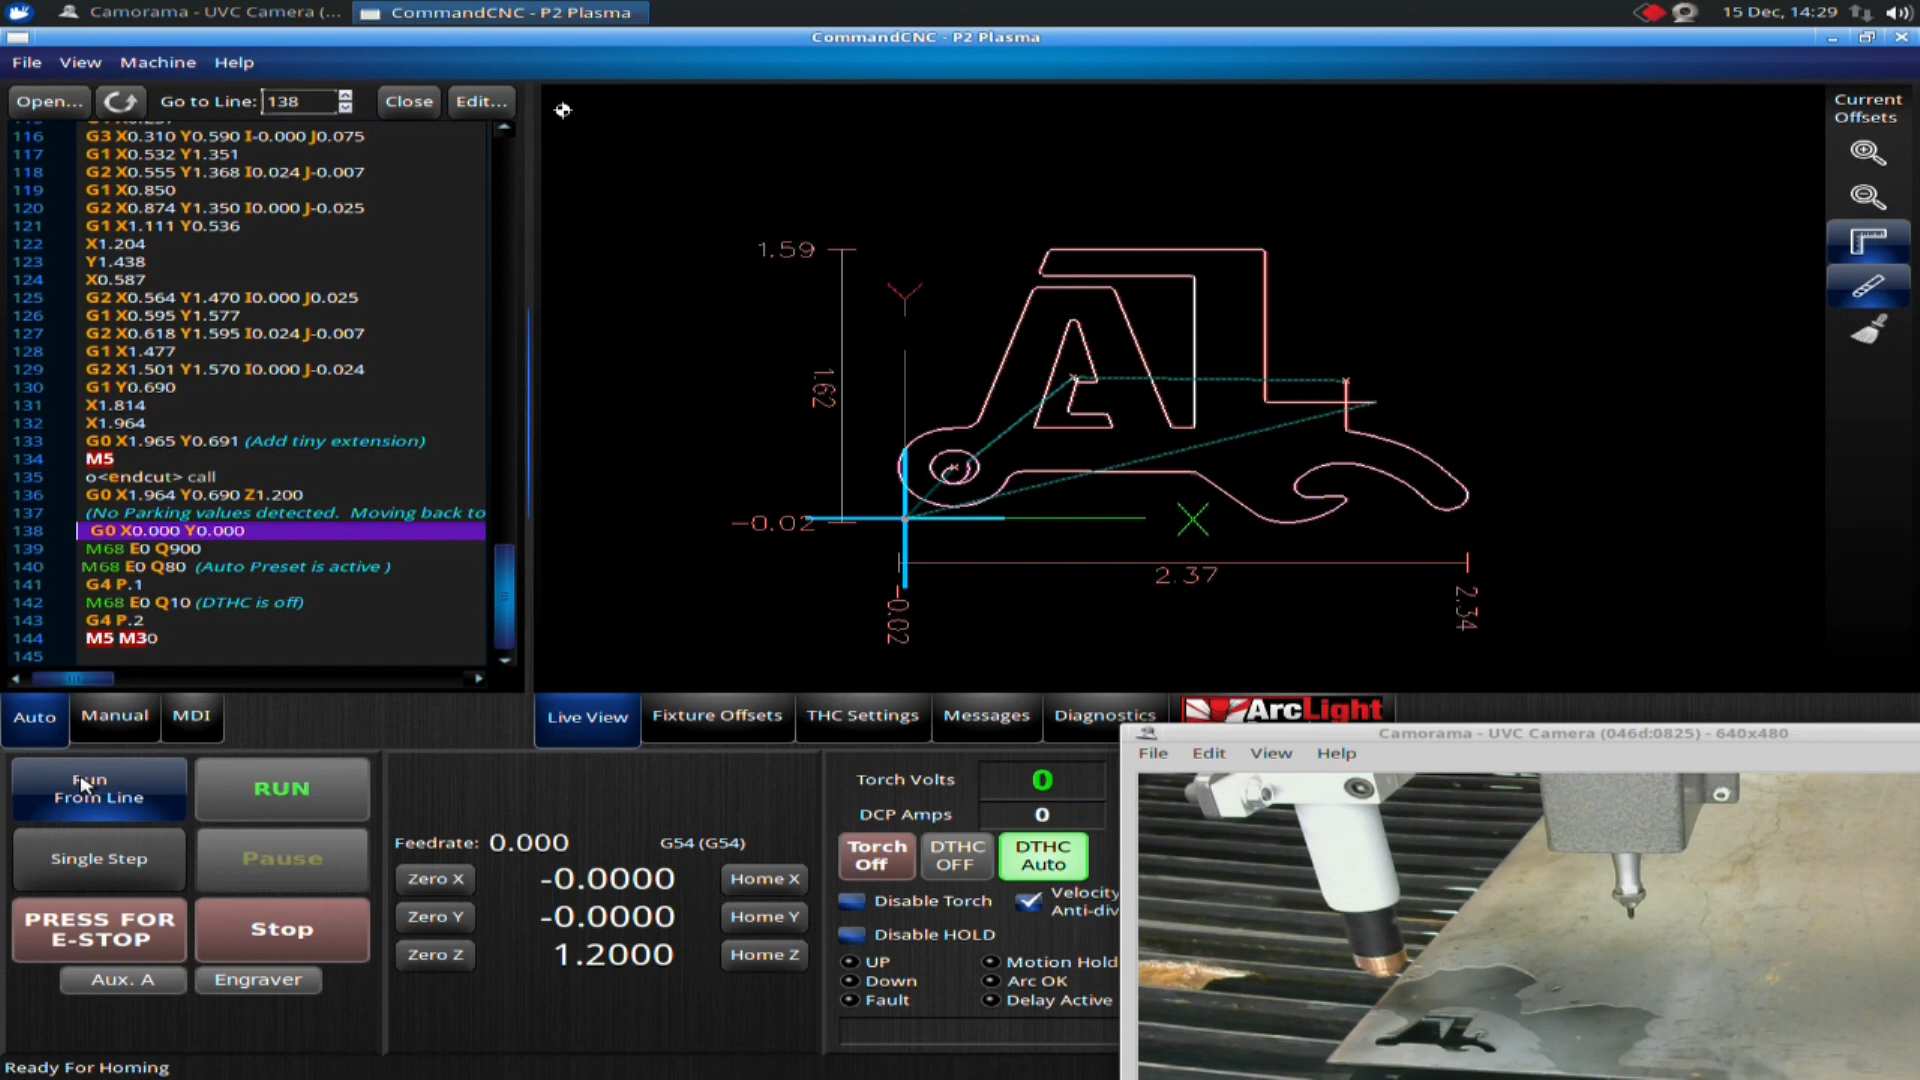 Camorama - UVC Camera (...
CommandCNC - P2 Plasma
15 Dec, 14:29
CommandCNC - P2 Plasma
File View Machine Help
Open... Go to Line: 138 Close Edit...
116 G3 X0.310 Y0.590 I-0.000 J0.075
117 G1 X0.532 Y1.351
118 G2 X0.555 Y1.368 I0.024 J-0.007
119 G1 X0.850
120 G2 X0.874 Y1.350 I0.000 J-0.025
121 G1 X1.111 Y0.536
122 X1.204
123 Y1.438
124 X0.587
125 G2 X0.564 Y1.470 I0.000 J0.025
126 G1 X0.595 Y1.577
127 G2 X0.618 Y1.595 I0.024 J-0.007
128 G1 X1.477
129 G2 X1.501 Y1.570 I0.000 J-0.024
130 G1 Y0.690
131 X1.814
132 X1.964
133 G0 X1.965 Y0.691 (Add tiny extension)
134 M5
135 o<endcut> call
136 G0 X1.964 Y0.690 Z1.200
137 (No Parking values detected. Moving back to
138 G0 X0.000 Y0.000
139 M68 E0 Q900
140 M68 E0 Q80 (Auto Preset is active )
141 G4 P.1
142 M68 E0 Q10 (DTHC is off)
143 G4 P.2
144 M5 M30
145
1.59
Y
1.62
-0.02
X
2.37
-0.02
2.34
Current
Offsets
Auto Manual MDI
Live View Fixture Offsets THC Settings Messages Diagnostics ArcLight
Run
From Line
RUN
Single Step
Pause
PRESS FOR
E-STOP
Stop
Aux. A
Engraver
Feedrate: 0.000 G54 (G54)
Zero X -0.0000 Home X
Zero Y -0.0000 Home Y
Zero Z 1.2000 Home Z
Torch Volts 0
DCP Amps 0
Torch
Off
DTHC
OFF
DTHC
Auto
Disable Torch
Velocity
Anti-div
Disable HOLD
UP Motion Hold
Down Arc OK
Fault Delay Active
Camorama - UVC Camera (046d:0825) - 640x480
File Edit View Help
Ready For Homing